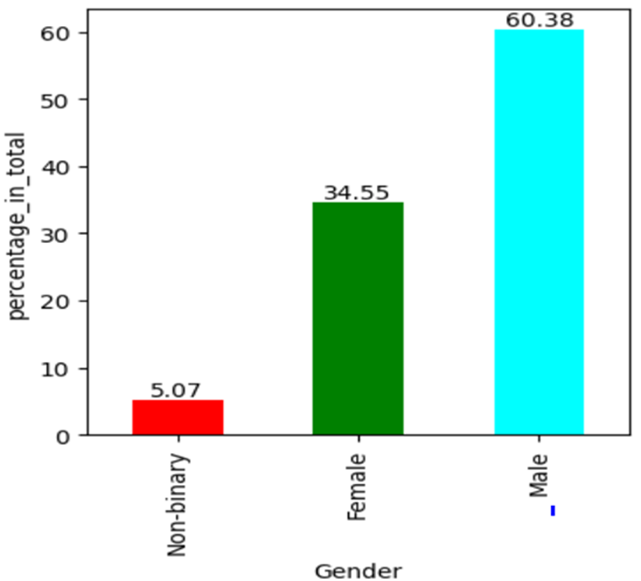 60.38
60
50
40
34.55
30
20
10
5.07
0
percentage_in_total
Non-binary
Female
Male
Gender